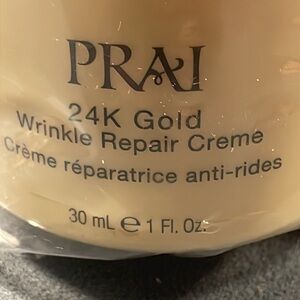 PRAI
24K Gold
Wrinkle Repair Creme
Crème réparatrice anti-rides
30 mL ℮ 1 Fl. Oz.